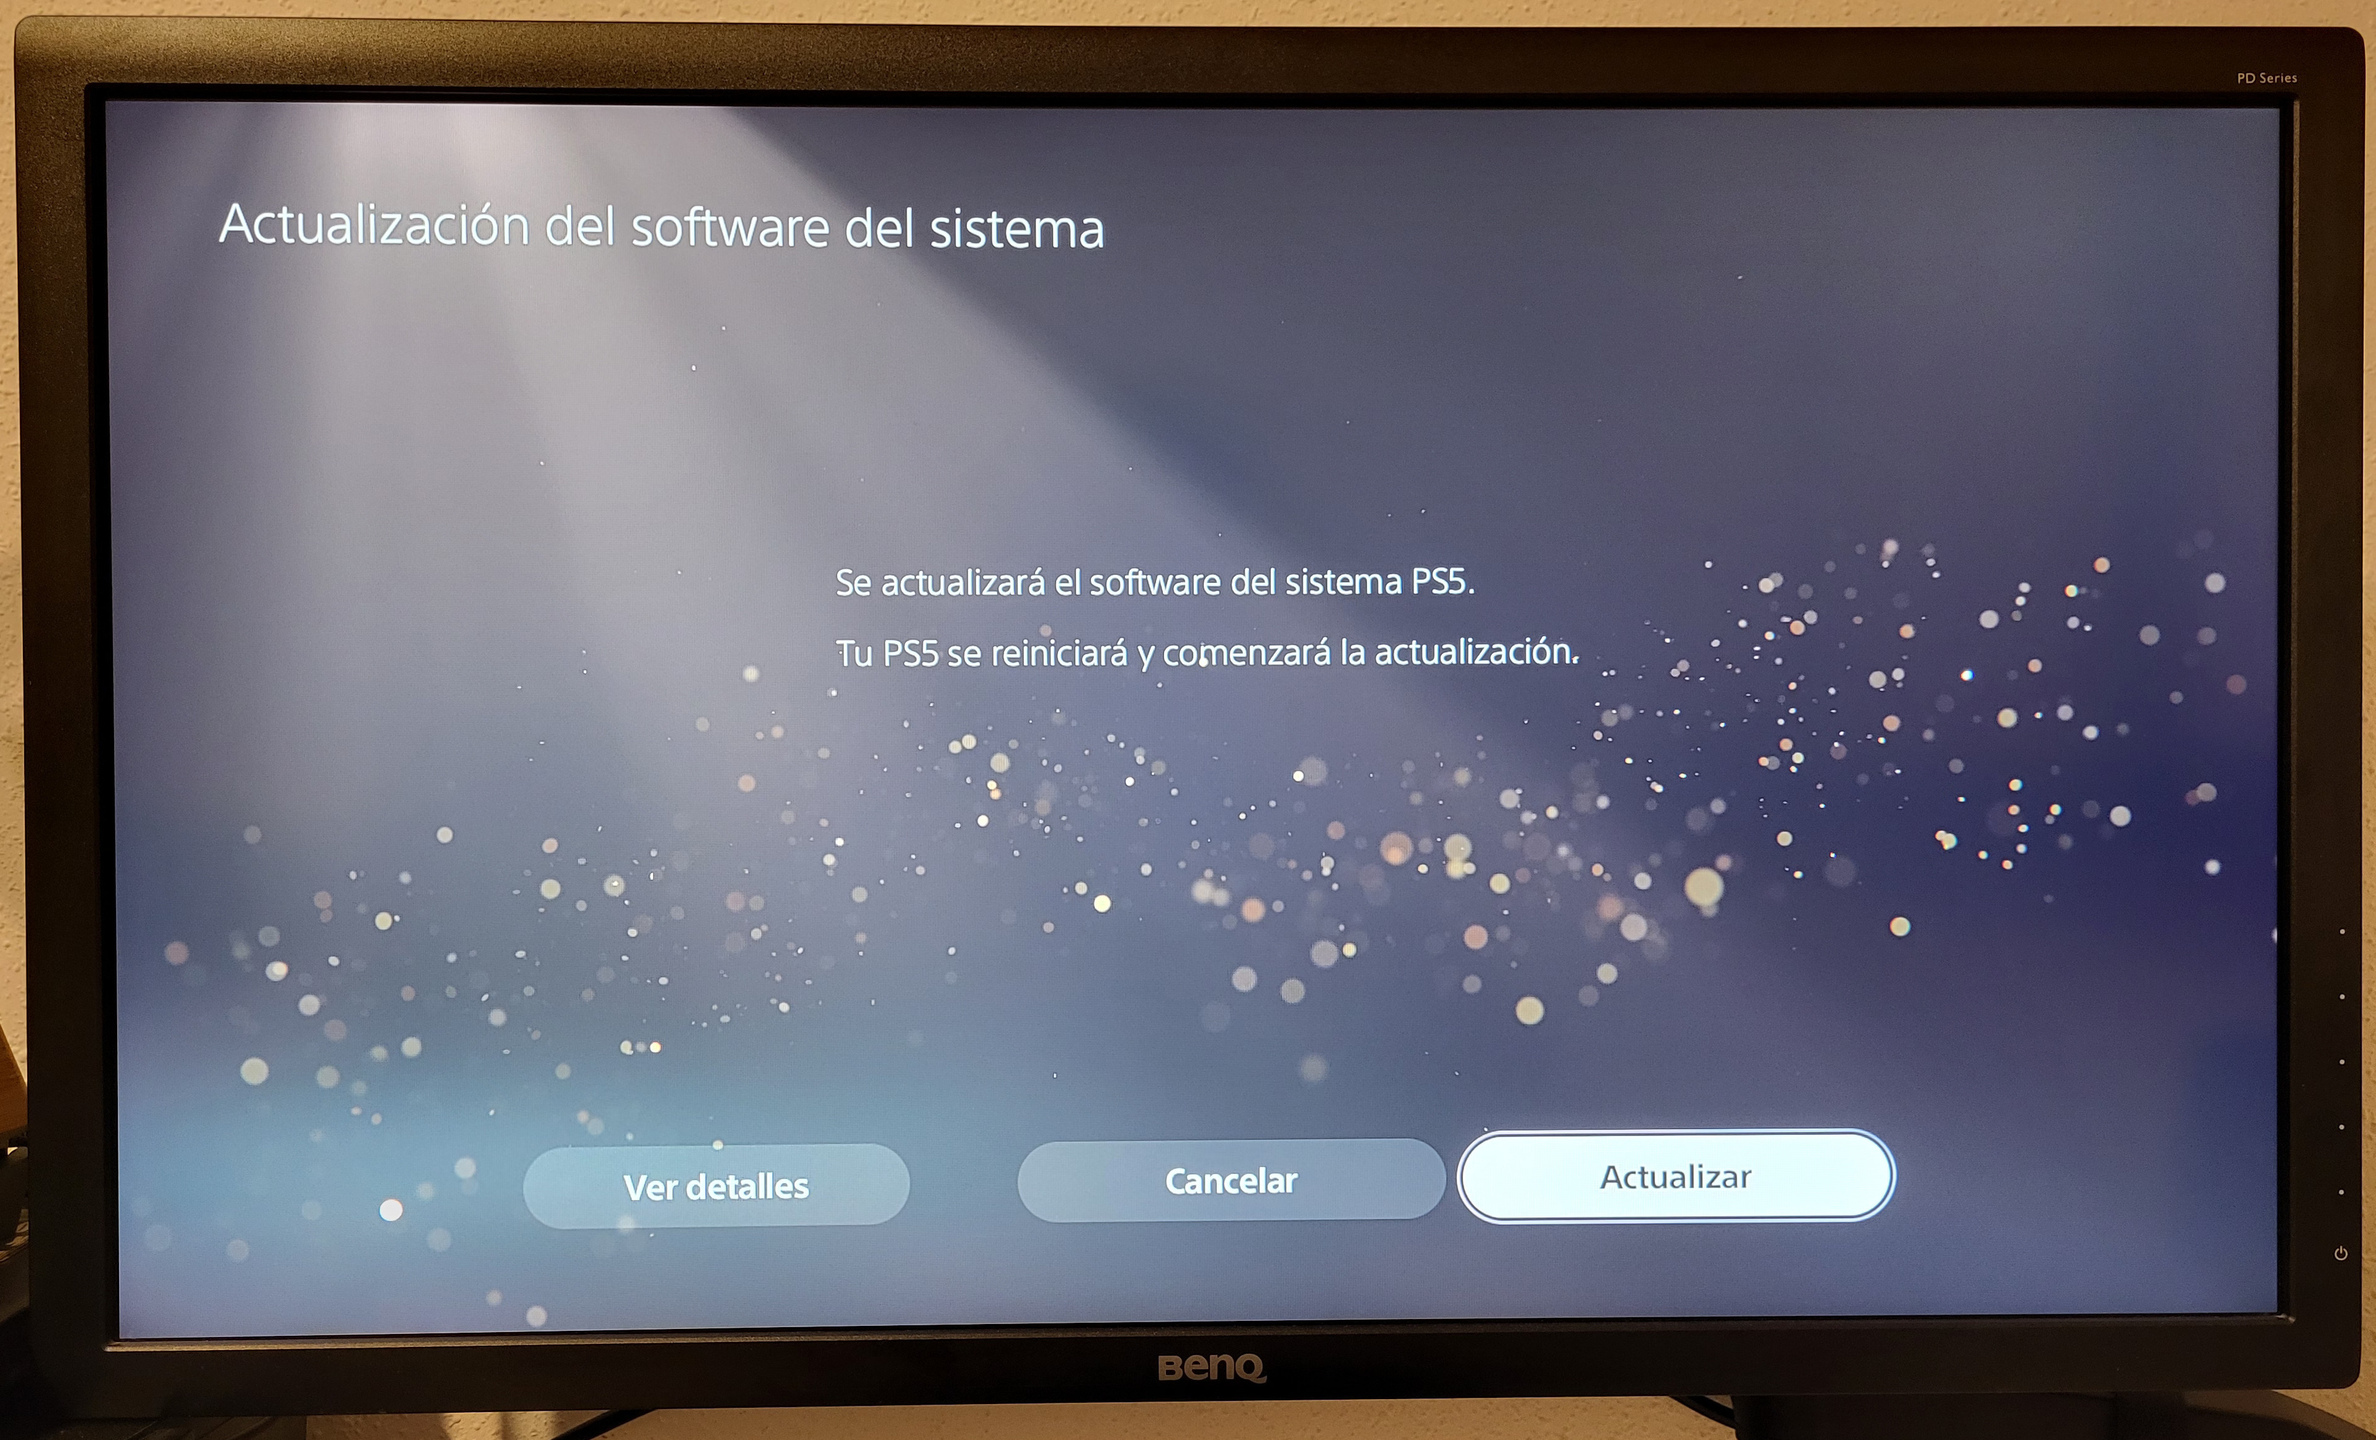 PD Series
Actualización del software del sistema
Se actualizará el software del sistema PS5.
Tu PS5 se reiniciará y comenzará la actualización.
Ver detalles
Cancelar
Actualizar
BenQ